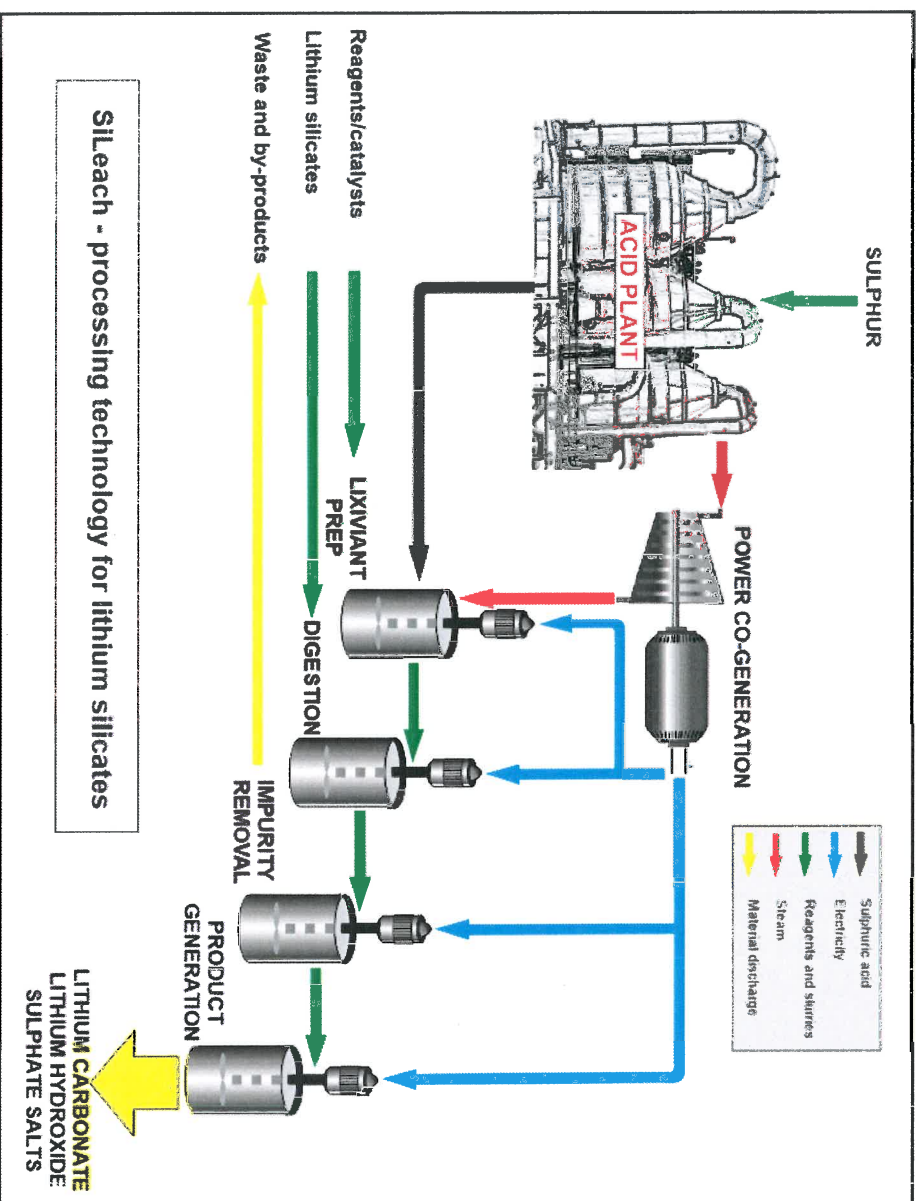 SULPHUR
ACID PLANT
POWER CO-GENERATION
Sulphuric acid
Electricity
Reagents and slurries
Steam
Material discharge
Reagents/catalysts
Lithium silicates
Waste and by-products
LIXIVIANT
PREP
DIGESTION
IMPURITY
REMOVAL
PRODUCT
GENERATION
LITHIUM CARBONATE
LITHIUM HYDROXIDE
SULPHATE SALTS
SiLeach - processing technology for lithium silicates